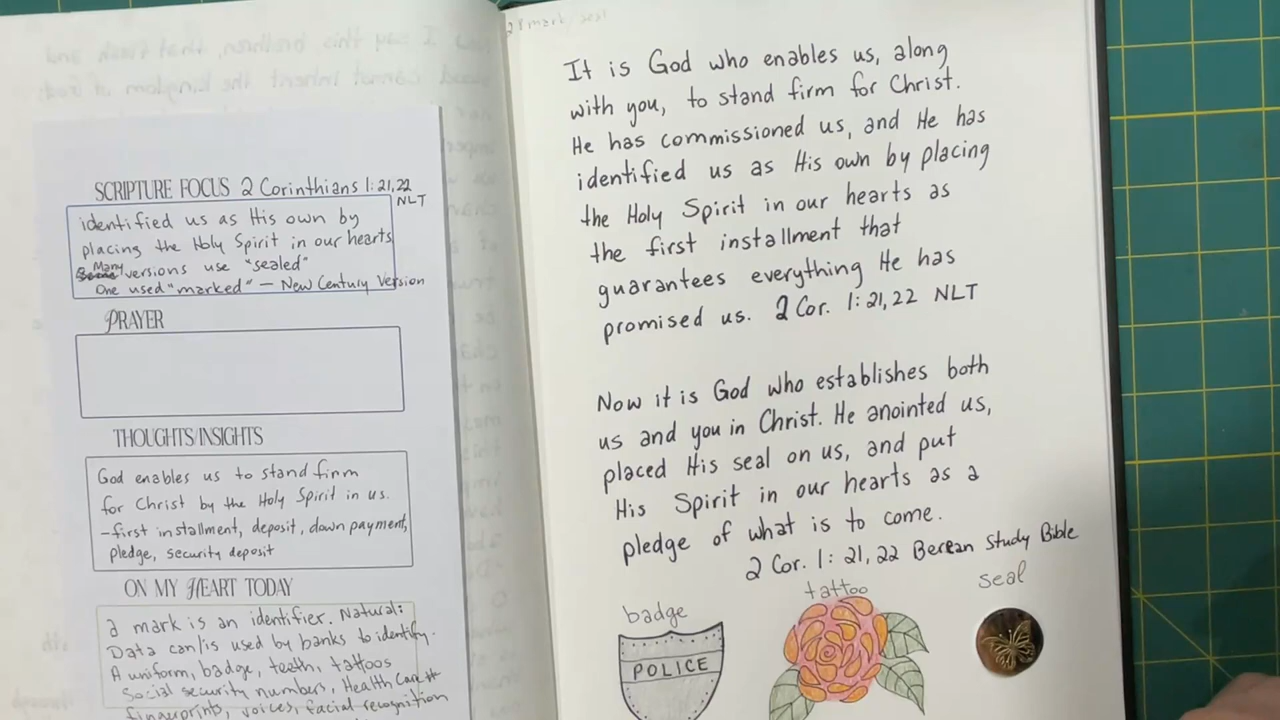 SCRIPTURE FOCUS 2 Corinthians 1:21,22
NLT
identified us as His own by
placing the Holy Spirit in our hearts
Many
versions use "sealed"
One used "marked" — New Century Version
PRAYER
THOUGHTS/INSIGHTS
God enables us to stand firm
for Christ by the Holy Spirit in us.
-first installment, deposit, down payment,
pledge, security deposit
ON MY HEART TODAY
a mark is an identifier. Natural:
Data can/is used by banks to identify.
A uniform, badge, teeth, tattoos
Social security numbers, Health Card #
fingerprints, voices, facial recognition
mark seal
It is God who enables us, along
with you, to stand firm for Christ.
He has commissioned us, and He has
identified us as His own by placing
the Holy Spirit in our hearts as
the first installment that
guarantees everything He has
promised us. 2 Cor. 1:21,22 NLT
Now it is God who establishes both
us and you in Christ. He anointed us,
placed His seal on us, and put
His Spirit in our hearts as a
pledge of what is to come.
2 Cor. 1:21,22 Berean Study Bible
badge
tattoo
seal
POLICE